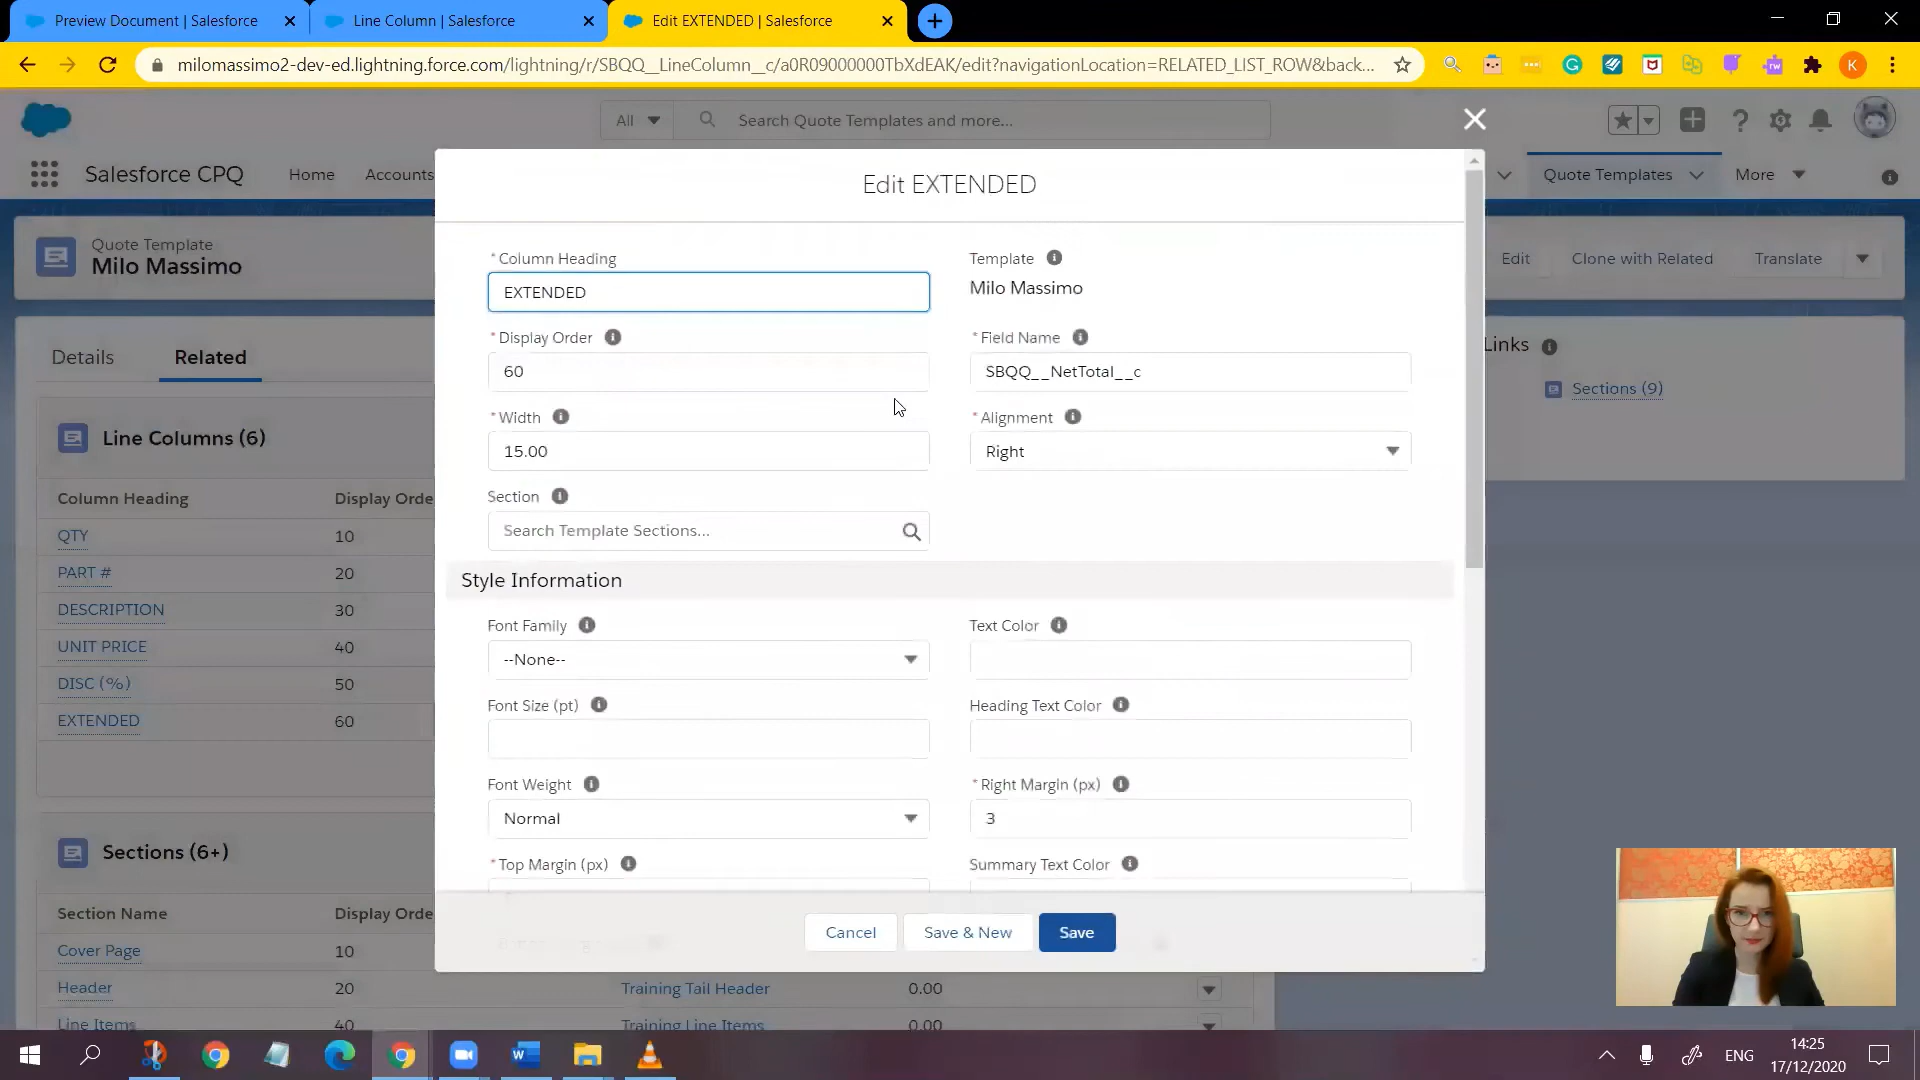 Preview Document | Salesforce
Line Column | Salesforce
Edit EXTENDED | Salesforce
milomassimo2-dev-ed.lightning.force.com/lightning/r/SBQQ__LineColumn__c/a0R09000000TbXdEAK/edit?navigationLocation=RELATED_LIST_ROW&back...
K
All
Search Quote Templates and more...
Salesforce CPQ
Home
Accounts
Quote Templates
More
Quote Template
Milo Massimo
Edit
Clone with Related
Translate
Details
Related
Links
Sections (9)
Line Columns (6)
Column Heading
Display Orde
QTY
10
PART #
20
DESCRIPTION
30
UNIT PRICE
40
DISC (%)
50
EXTENDED
60
Sections (6+)
Section Name
Display Orde
Cover Page
10
Header
20
Training Tail Header
0.00
Line Items
40
Training Line Items
0.00
Edit EXTENDED
*Column Heading
EXTENDED
Template
Milo Massimo
*Display Order
60
*Field Name
SBQQ__NetTotal__c
*Width
15.00
*Alignment
Right
Section
Search Template Sections...
Style Information
Font Family
--None--
Text Color
Font Size (pt)
Heading Text Color
Font Weight
Normal
*Right Margin (px)
3
*Top Margin (px)
Summary Text Color
Cancel
Save & New
Save
ENG
14:25
17/12/2020